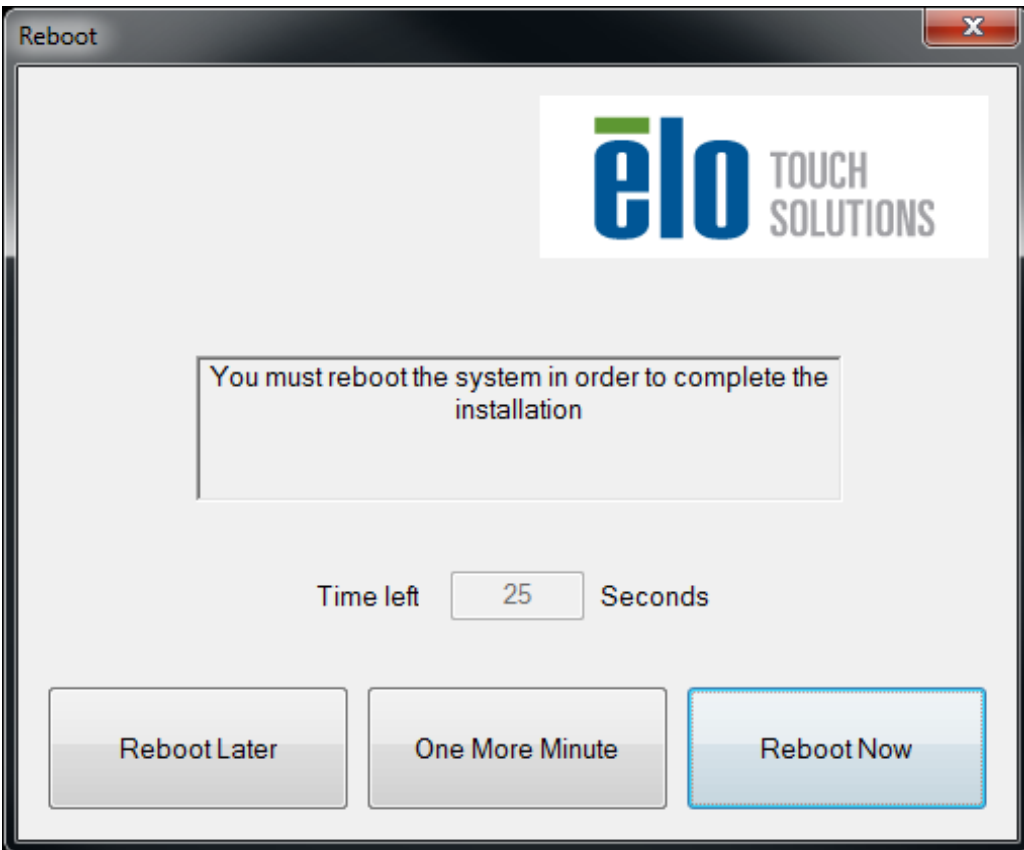 Reboot
X
ēlo TOUCH
SOLUTIONS
You must reboot the system in order to complete the
installation
Time left 25 Seconds
Reboot Later One More Minute Reboot Now